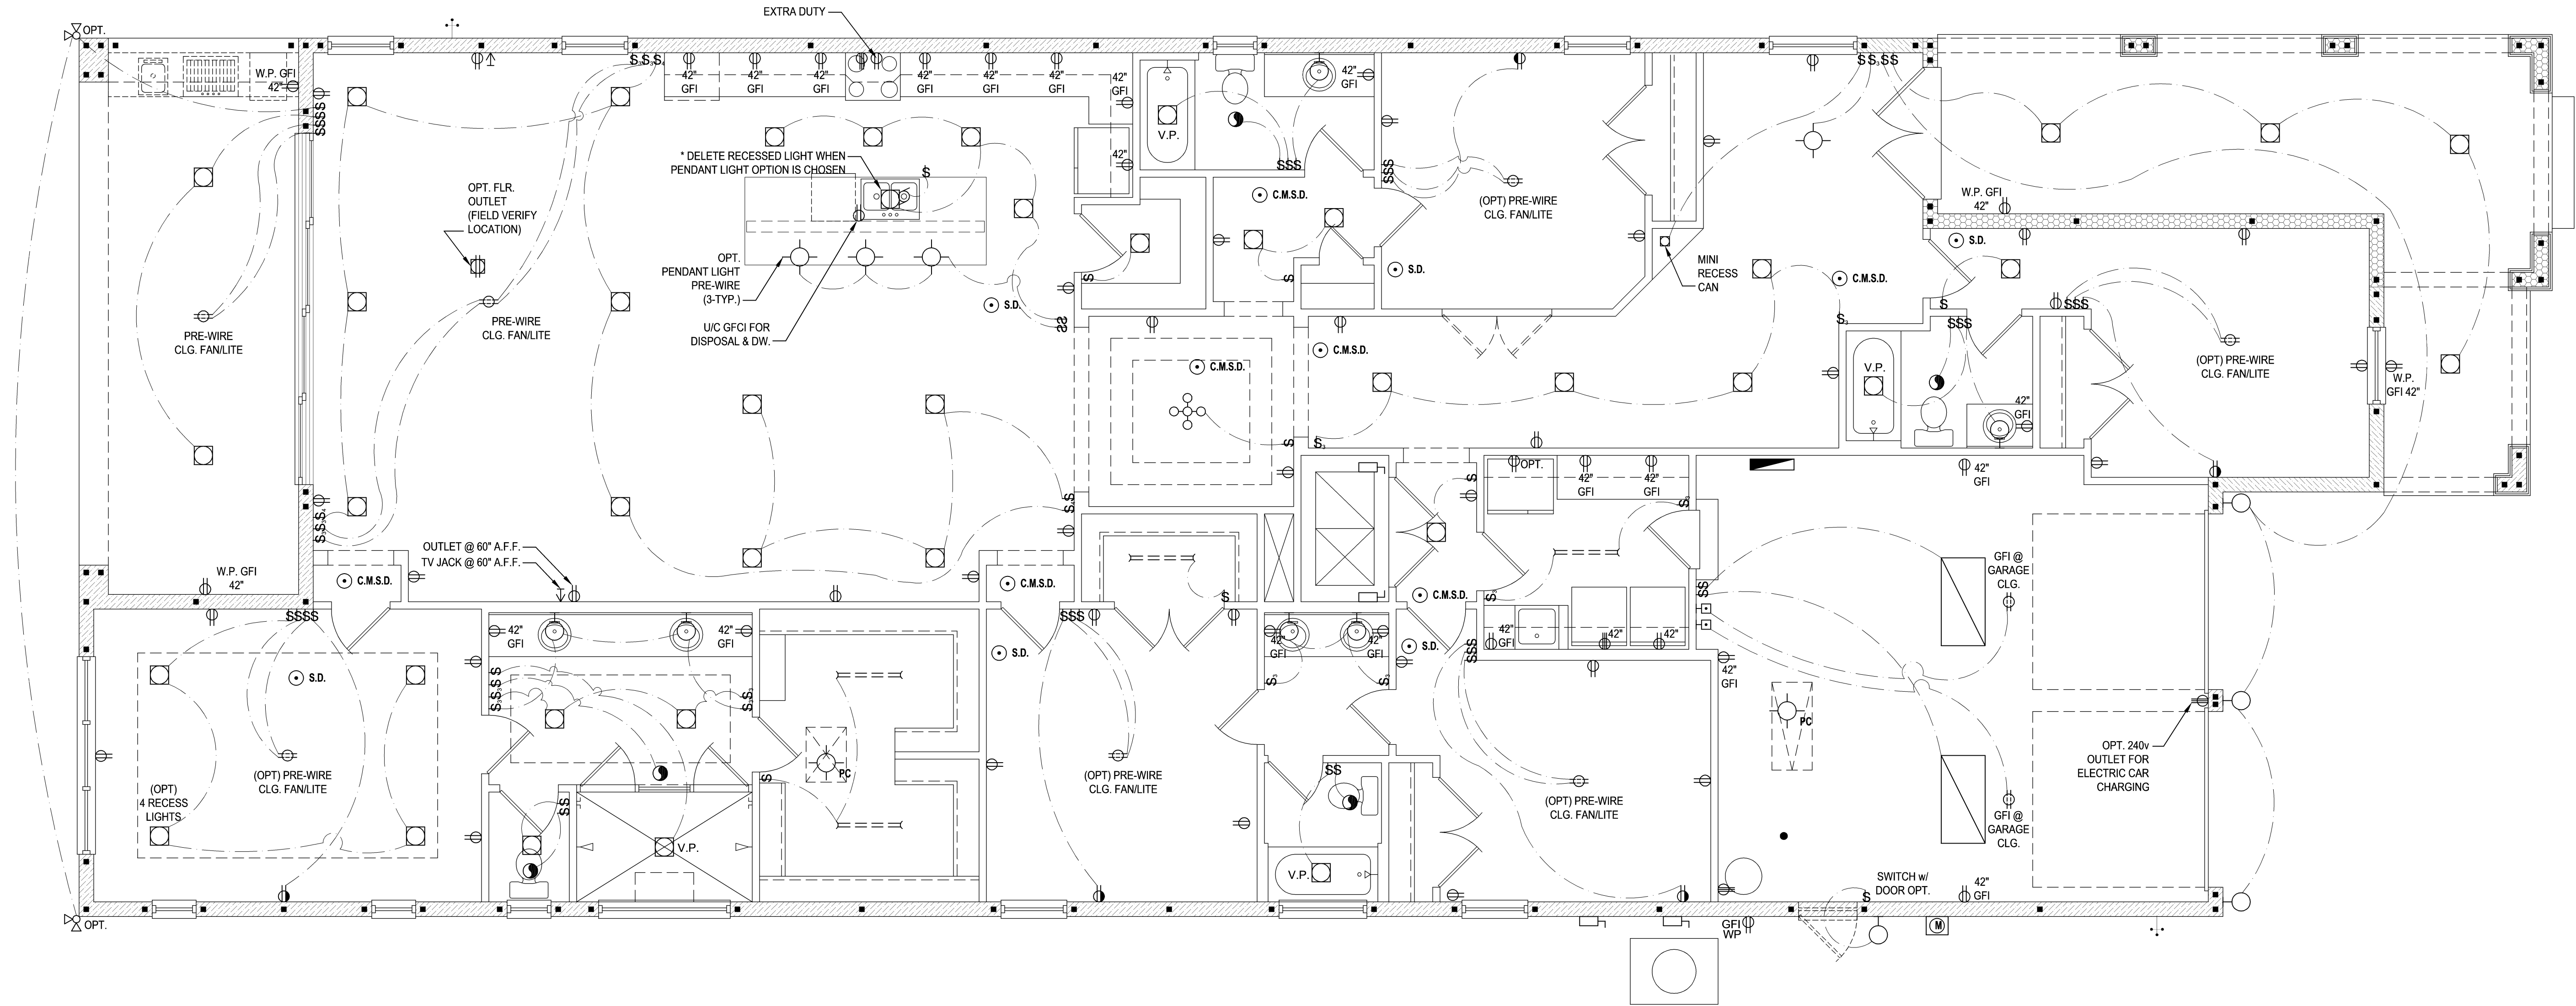 EXTRA DUTY
OPT.
W.P. GFI
42"
42"
GFI
42"
GFI
42"
GFI
42"
GFI
42"
GFI
42"
GFI
42"
GFI
42"
GFI
42"
V.P.
* DELETE RECESSED LIGHT WHEN
PENDANT LIGHT OPTION IS CHOSEN
OPT. FLR.
OUTLET
(FIELD VERIFY
LOCATION)
OPT.
PENDANT LIGHT
PRE-WIRE
(3-TYP.)
U/C GFCI FOR
DISPOSAL & DW.
PRE-WIRE
CLG. FAN/LITE
PRE-WIRE
CLG. FAN/LITE
S.D.
C.M.S.D.
42"
GFI
(OPT) PRE-WIRE
CLG. FAN/LITE
S.D.
MINI
RECESS
CAN
C.M.S.D.
C.M.S.D.
C.M.S.D.
W.P. GFI
42"
S.D.
V.P.
42"
GFI
(OPT) PRE-WIRE
CLG. FAN/LITE
W.P.
GFI 42"
OPT.
42"
GFI
42"
GFI
42"
GFI
OUTLET @ 60" A.F.F.
TV JACK @ 60" A.F.F.
W.P. GFI
42"
C.M.S.D.
C.M.S.D.
C.M.S.D.
GFI @
GARAGE
CLG.
S.D.
42"
GFI
42"
GFI
S.D.
42"
GFI
42"
GFI
S.D.
42"
GFI
42"
42"
42"
GFI
PC
PC
(OPT) PRE-WIRE
CLG. FAN/LITE
(OPT)
4 RECESS
LIGHTS
(OPT) PRE-WIRE
CLG. FAN/LITE
(OPT) PRE-WIRE
CLG. FAN/LITE
OPT. 240v
OUTLET FOR
ELECTRIC CAR
CHARGING
GFI @
GARAGE
CLG.
V.P.
V.P.
SWITCH w/
DOOR OPT.
42"
GFI
OPT.
GFI
WP
M